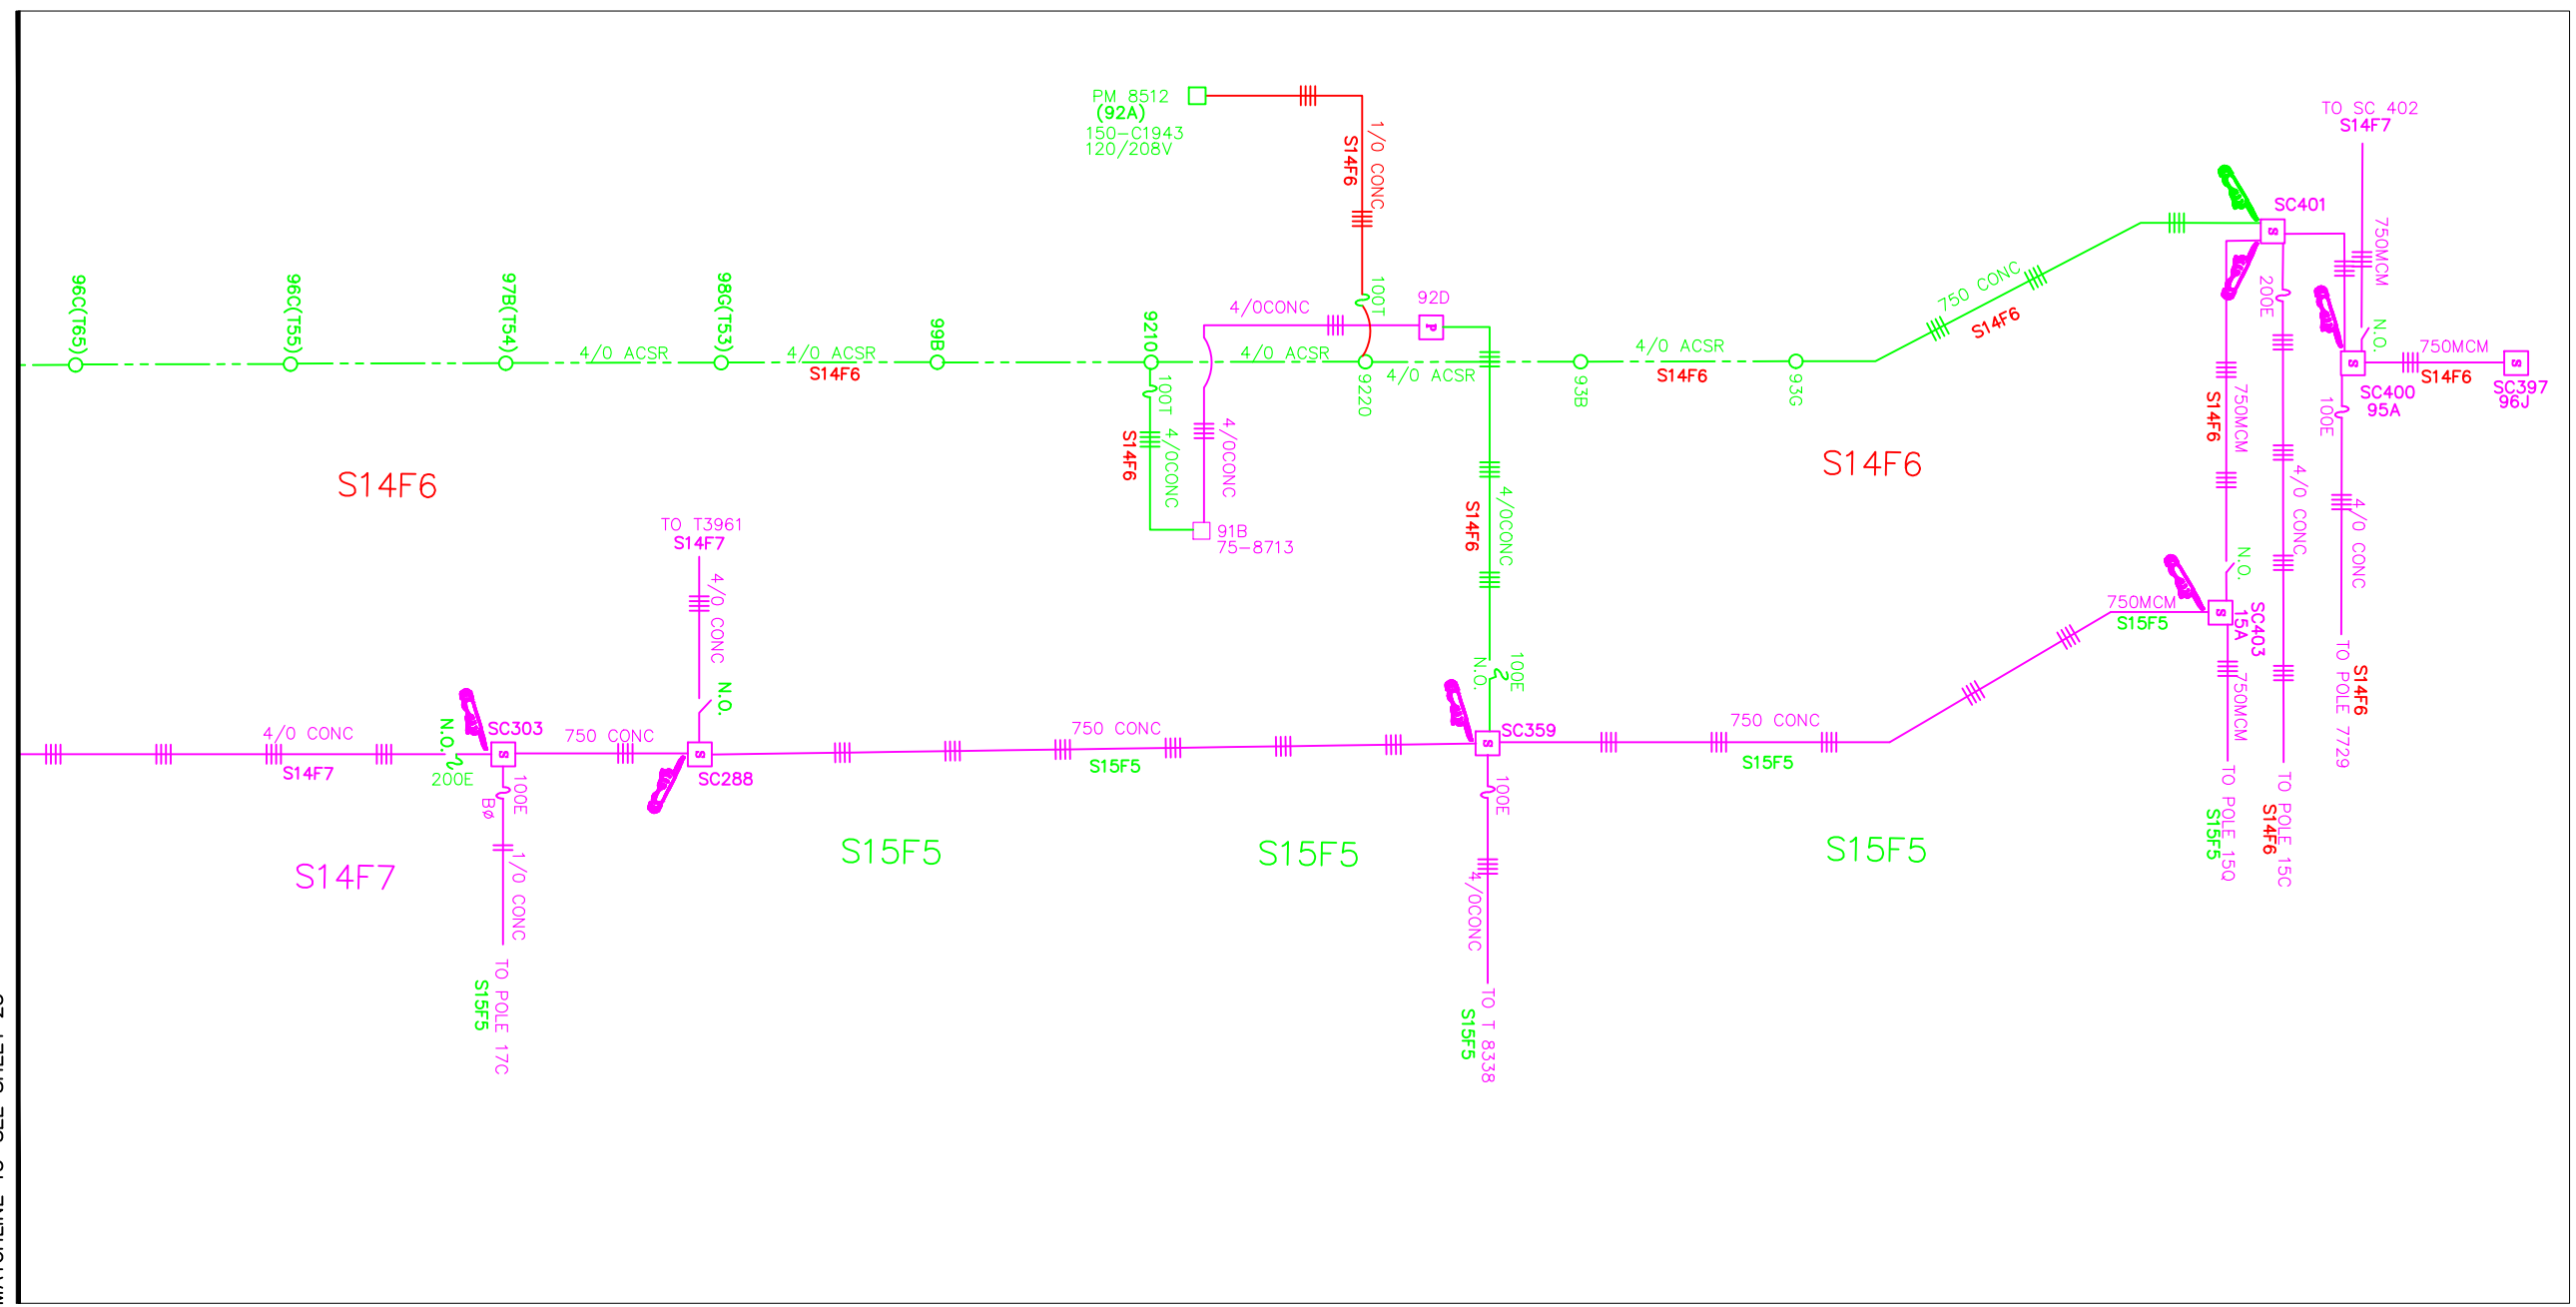 PM 8512
(92A)
150-C1943
120/208V
1/0 CONC
S14F6
100T
TO SC 402
S14F7
750MCM
SC401
200E
N.O.
750MCM
S14F6
SC397
96J
SC400
95A
100E
750 CONC
S14F6
92D
P
4/0CONC
96C(T65)
96C(T55)
97B(T54)
98G(T53)
99B
9210
9220
93B
93G
4/0 ACSR
4/0 ACSR
S14F6
4/0 ACSR
4/0 ACSR
4/0 ACSR
S14F6
100T
4/0CONC
S14F6
4/0CONC
91B
75-8713
4/0CONC
S14F6
S14F6
S14F6
750MCM
S14F6
4/0 CONC
4/0 CONC
TO POLE 7729
S14F6
N.O.
SC403
15A
750MCM
S15F5
750MCM
TO POLE 15Q
S15F5
TO POLE 15C
S14F6
TO T3961
S14F7
4/0 CONC
N.O.
100E
N.O.
SC359
750 CONC
S15F5
750 CONC
S15F5
SC288
750 CONC
SC303
N.O.
200E
4/0 CONC
S14F7
100E
BØ
1/0 CONC
TO POLE 17C
S15F5
100E
4/0CONC
TO T 8338
S15F5
S14F7
S15F5
S15F5
S15F5
S
S
S
S
S
S
S
S